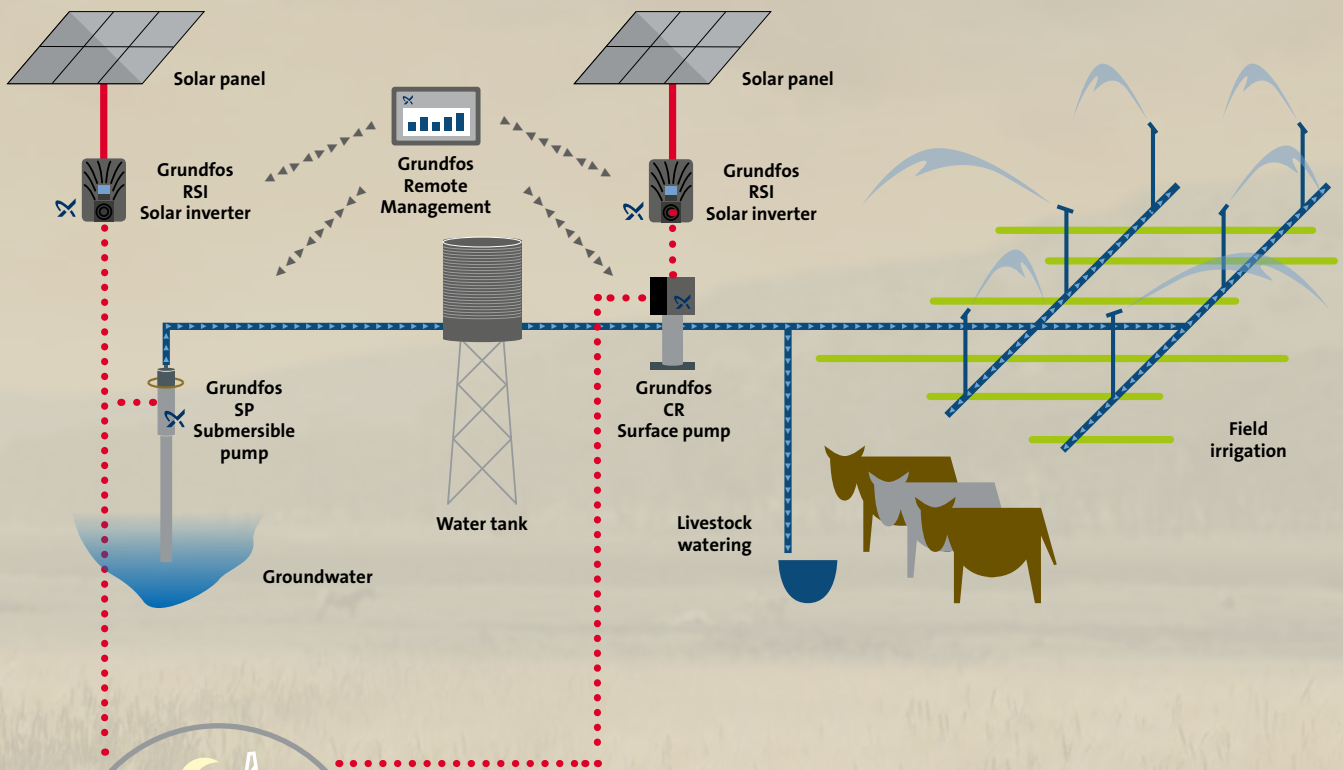 Solar panel
Solar panel
Grundfos
RSI
Solar inverter
Grundfos
Remote
Management
Grundfos
RSI
Solar inverter
Grundfos
SP
Submersible
pump
Grundfos
CR
Surface pump
Field
irrigation
Water tank
Livestock
watering
Groundwater